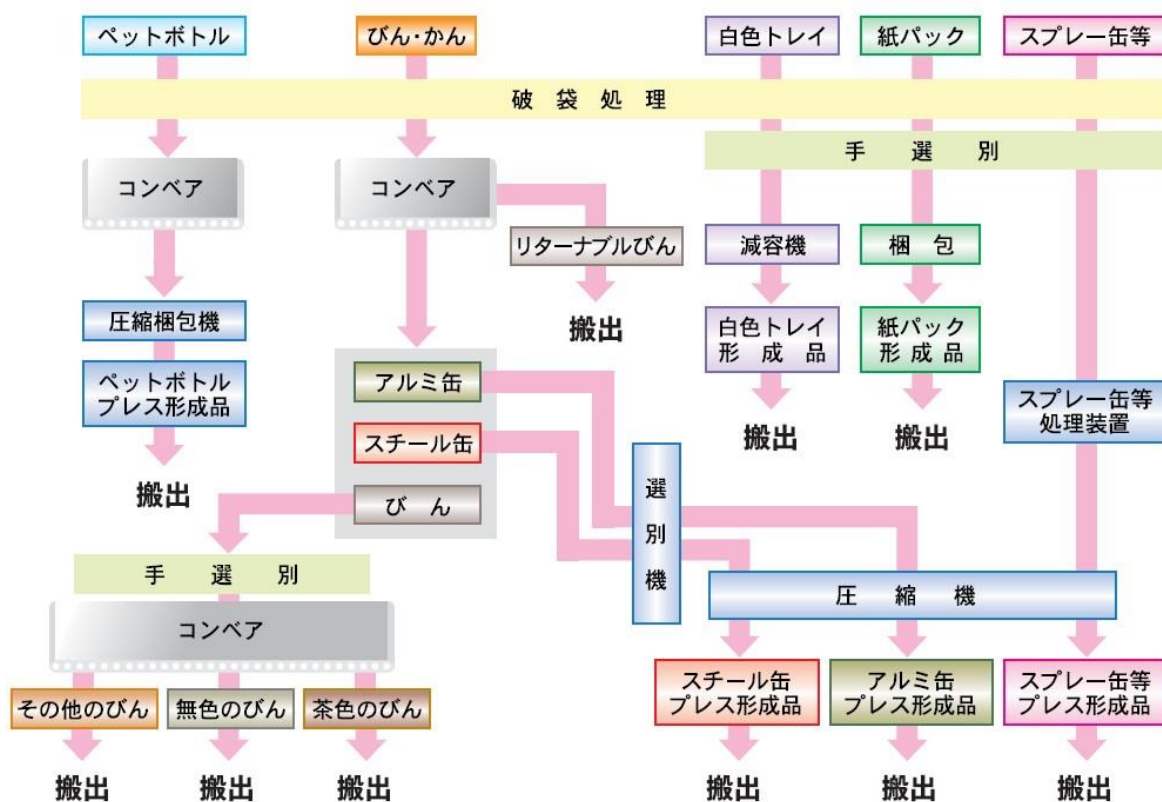 ペットボトル
びん・かん
白色トレイ
紙パック
スプレー缶等
破袋処理
手選別
コンベア
コンベア
リターナブルびん
減容機
梱包
圧縮梱包機
搬出
白色トレイ
形成品
紙パック
形成品
ペットボトル
プレス形成品
アルミ缶
スプレー缶等
処理装置
搬出
搬出
スチール缶
搬出
びん
選別機
手選別
圧縮機
コンベア
スチール缶
プレス形成品
アルミ缶
プレス形成品
スプレー缶等
プレス形成品
その他のびん
無色のびん
茶色のびん
搬出
搬出
搬出
搬出
搬出
搬出